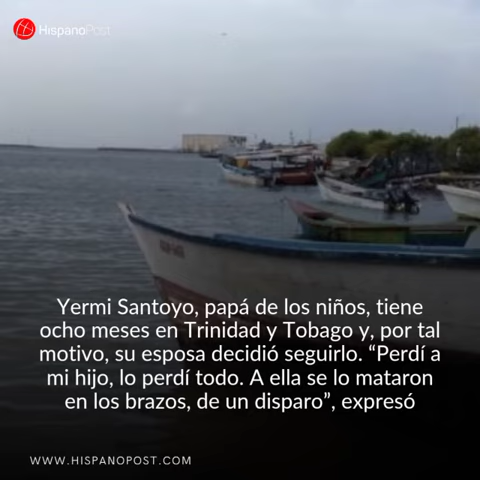 HispanoPost
Yermi Santoyo, papá de los niños, tiene
ocho meses en Trinidad y Tobago y, por tal
motivo, su esposa decidió seguirlo. “Perdí a
mi hijo, lo perdí todo. A ella se lo mataron
en los brazos, de un disparo”, expresó
WWW.HISPANOPOST.COM